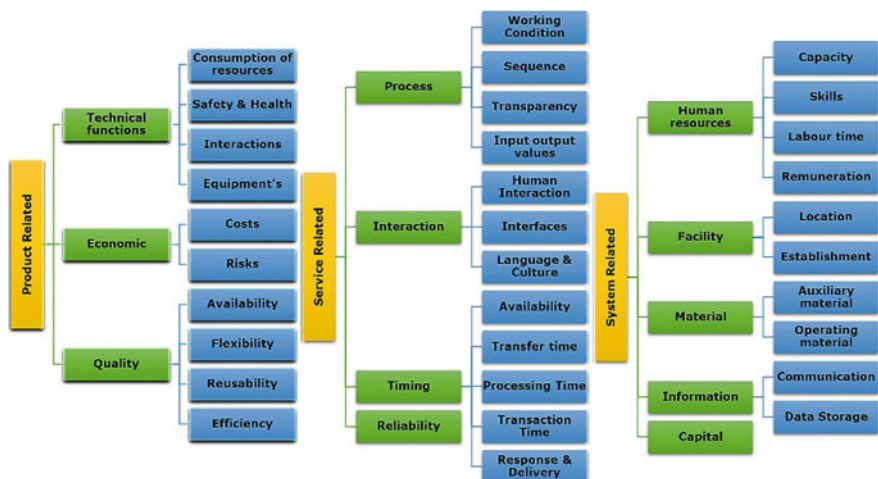 Product Related
Technical
functions
Consumption of
resources
Safety & Health
Interactions
Equipment's
Economic
Costs
Risks
Quality
Availability
Flexibility
Reusability
Efficiency
Service Related
Process
Working
Condition
Sequence
Transparency
Input output
values
Interaction
Human
Interaction
Interfaces
Language &
Culture
Timing
Availability
Transfer time
Processing Time
Transaction
Time
Response &
Delivery
Reliability
System Related
Human
resources
Capacity
Skills
Labour time
Remuneration
Facility
Location
Establishment
Material
Auxiliary
material
Operating
material
Information
Communication
Data Storage
Capital